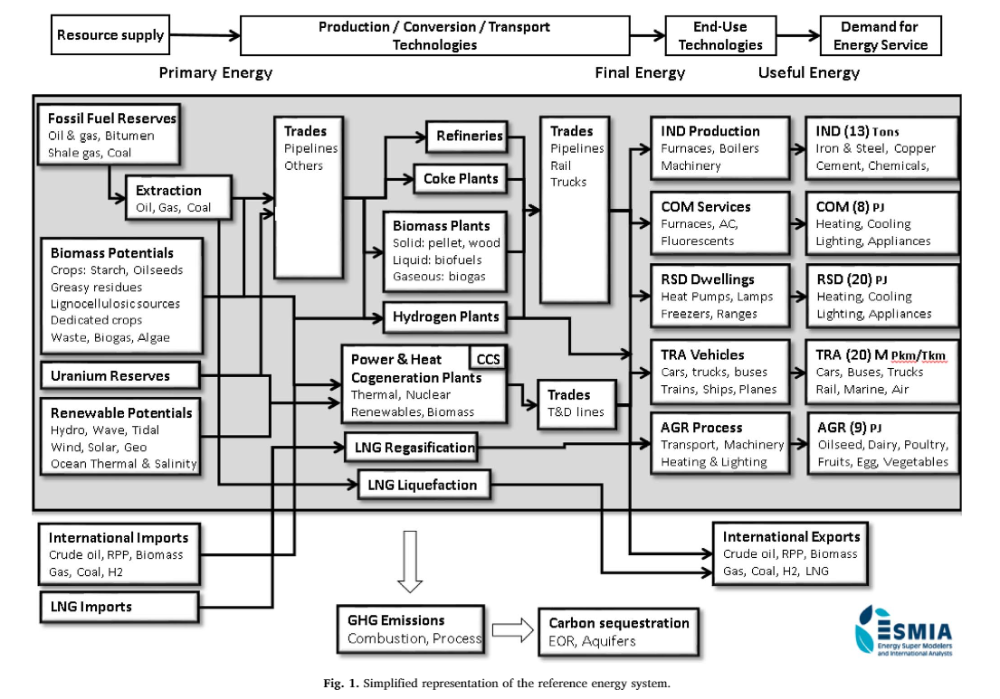 Resource supply
Production / Conversion / Transport
Technologies
End-Use
Technologies
Demand for
Energy Service
Primary Energy
Final Energy
Useful Energy
Fossil Fuel Reserves
Oil & gas, Bitumen
Shale gas, Coal
Extraction
Oil, Gas, Coal
Biomass Potentials
Crops: Starch, Oilseeds
Greasy residues
Lignocellulosic sources
Dedicated crops
Waste, Biogas, Algae
Uranium Reserves
Renewable Potentials
Hydro, Wave, Tidal
Wind, Solar, Geo
Ocean Thermal & Salinity
Trades
Pipelines
Others
Refineries
Coke Plants
Biomass Plants
Solid: pellet, wood
Liquid: biofuels
Gaseous: biogas
Hydrogen Plants
Power & Heat
Cogeneration Plants
Thermal, Nuclear
Renewables, Biomass
CCS
LNG Regasification
LNG Liquefaction
Trades
Pipelines
Rail
Trucks
Trades
T&D lines
IND Production
Furnaces, Boilers
Machinery
COM Services
Furnaces, AC,
Fluorescents
RSD Dwellings
Heat Pumps, Lamps
Freezers, Ranges
TRA Vehicles
Cars, trucks, buses
Trains, Ships, Planes
AGR Process
Transport, Machinery
Heating & Lighting
IND (13) Tons
Iron & Steel, Copper
Cement, Chemicals,
COM (8) PJ
Heating, Cooling
Lighting, Appliances
RSD (20) PJ
Heating, Cooling
Lighting, Appliances
TRA (20) M Pkm/Tkm
Cars, Buses, Trucks
Rail, Marine, Air
AGR (9) PJ
Oilseed, Dairy, Poultry,
Fruits, Egg, Vegetables
International Imports
Crude oil, RPP, Biomass
Gas, Coal, H2
LNG Imports
International Exports
Crude oil, RPP, Biomass
Gas, Coal, H2, LNG
GHG Emissions
Combustion, Process
Carbon sequestration
EOR, Aquifers
ESMIA
Energy Super Modelers
and International Analysts
Fig. 1. Simplified representation of the reference energy system.